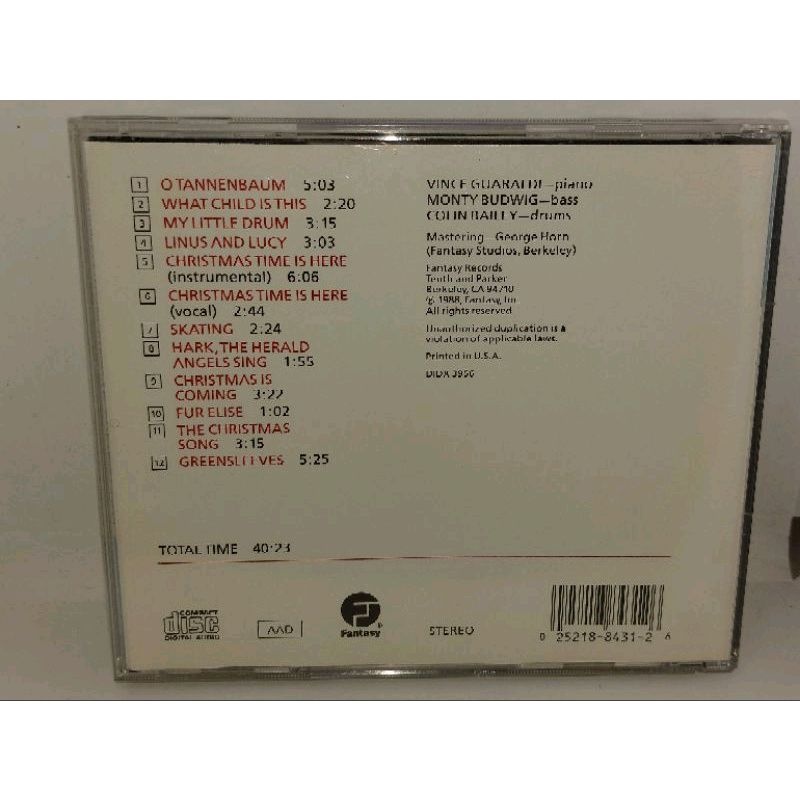 1 O TANNENBAUM 5:03
2 WHAT CHILD IS THIS 2:20
3 MY LITTLE DRUM 3:15
4 LINUS AND LUCY 3:03
5 CHRISTMAS TIME IS HERE
(instrumental) 6:06
6 CHRISTMAS TIME IS HERE
(vocal) 2:44
7 SKATING 2:24
8 HARK, THE HERALD
ANGELS SING 1:55
9 CHRISTMAS IS
COMING 3:22
10 FUR ELISE 1:02
11 THE CHRISTMAS
SONG 3:15
12 GREENSLEEVES 5:25
TOTAL TIME 40:23
VINCE GUARALDI—piano
MONTY BUDWIG—bass
COLIN BAILEY—drums
Mastering—George Horn
(Fantasy Studios, Berkeley)
Fantasy Records
Tenth and Parker
Berkeley, CA 94710
℗ 1988, Fantasy, Inc.
All rights reserved
Unauthorized duplication is a
violation of applicable laws.
Printed in U.S.A.
DIDX 3956
COMPACT
disc
DIGITAL AUDIO
AAD
Fantasy
STEREO
0 25218-8431-2 6